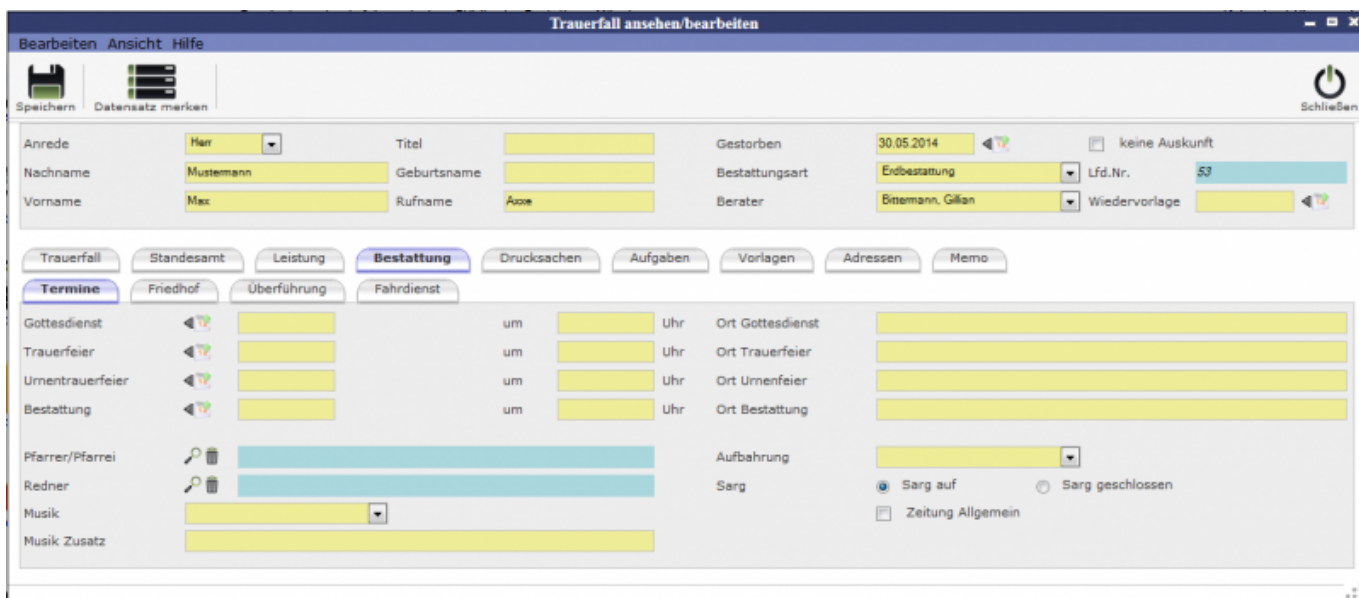 Trauerfall ansehen/bearbeiten
Bearbeiten Ansicht Hilfe
Speichern Datensatz merken Schließen
Anrede Herr Titel Gestorben 30.05.2014 keine Auskunft
Nachname Mustermann Geburtsname Bestattungsart Erdbestattung Lfd.Nr. 53
Vorname Max Rufname Berater Bittermann, Gillian Wiedervorlage
Trauerfall Standesamt Leistung Bestattung Drucksachen Aufgaben Vorlagen Adressen Memo
Termine Friedhof Überführung Fahrdienst
Gottesdienst um Uhr Ort Gottesdienst
Trauerfeier um Uhr Ort Trauerfeier
Urnentrauerfeier um Uhr Ort Urnenfeier
Bestattung um Uhr Ort Bestattung
Pfarrer/Pfarrei Aufbahrung
Redner Sarg Sarg auf Sarg geschlossen
Musik Zeitung Allgemein
Musik Zusatz